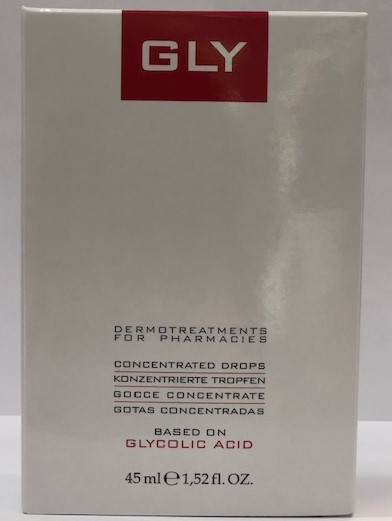 GLY
DERMOTREATMENTS
FOR PHARMACIES
CONCENTRATED DROPS
KONZENTRIERTE TROPFEN
GOCCE CONCENTRATE
GOTAS CONCENTRADAS
BASED ON
GLYCOLIC ACID
45 ml ℮ 1,52 fl. OZ.